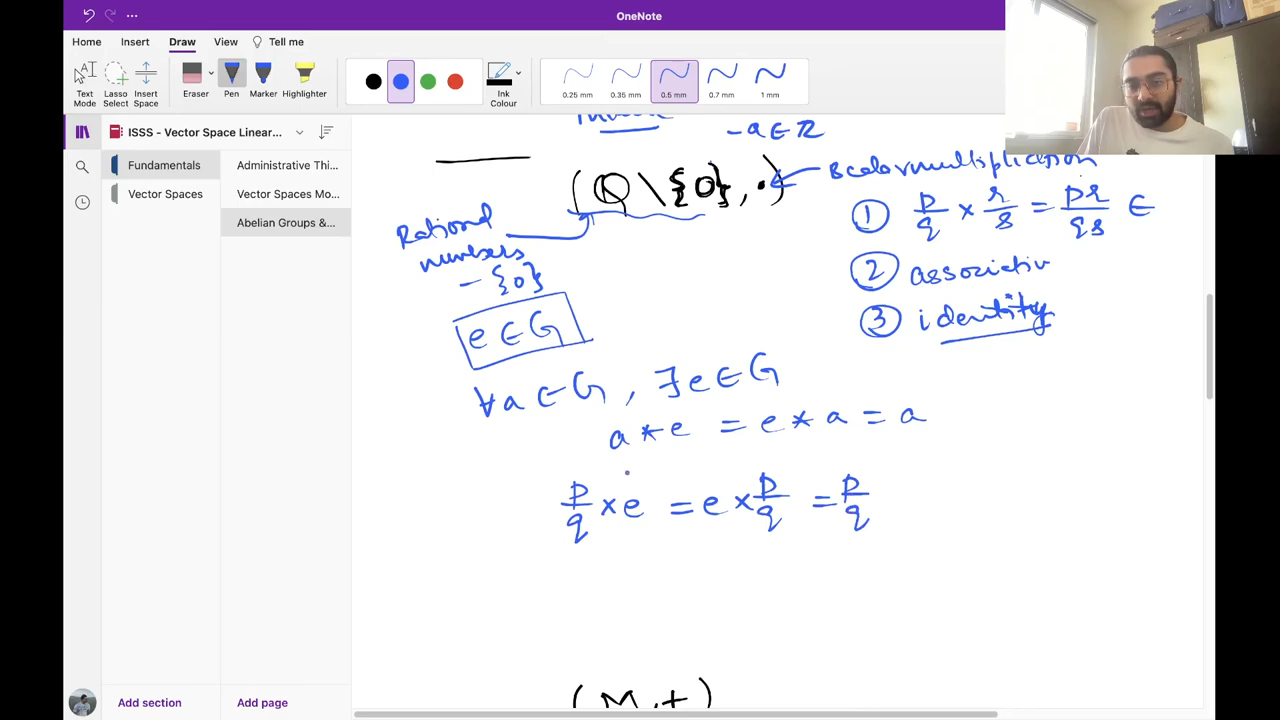 OneNote
Home Insert Draw View Tell me
Text Mode
Lasso Select
Insert Space
Eraser
Pen
Marker
Highlighter
Ink Colour
0.25 mm
0.35 mm
0.5 mm
0.7 mm
1 mm
ISSS - Vector Space Linear...
Fundamentals
Vector Spaces
Administrative Thi...
Vector Spaces Mo...
Abelian Groups &...
Add section
Add page
-a ∈ ℤ
(ℚ \ {0}, ·)
Scalar multiplication
Rational
numbers
- {0}
① p/q × r/s = pr/qs ∈
② associativ
③ identity
e ∈ G
∀a ∈ G, ∃e ∈ G
a * e = e * a = a
p/q × e = e × p/q = p/q
(M, +)